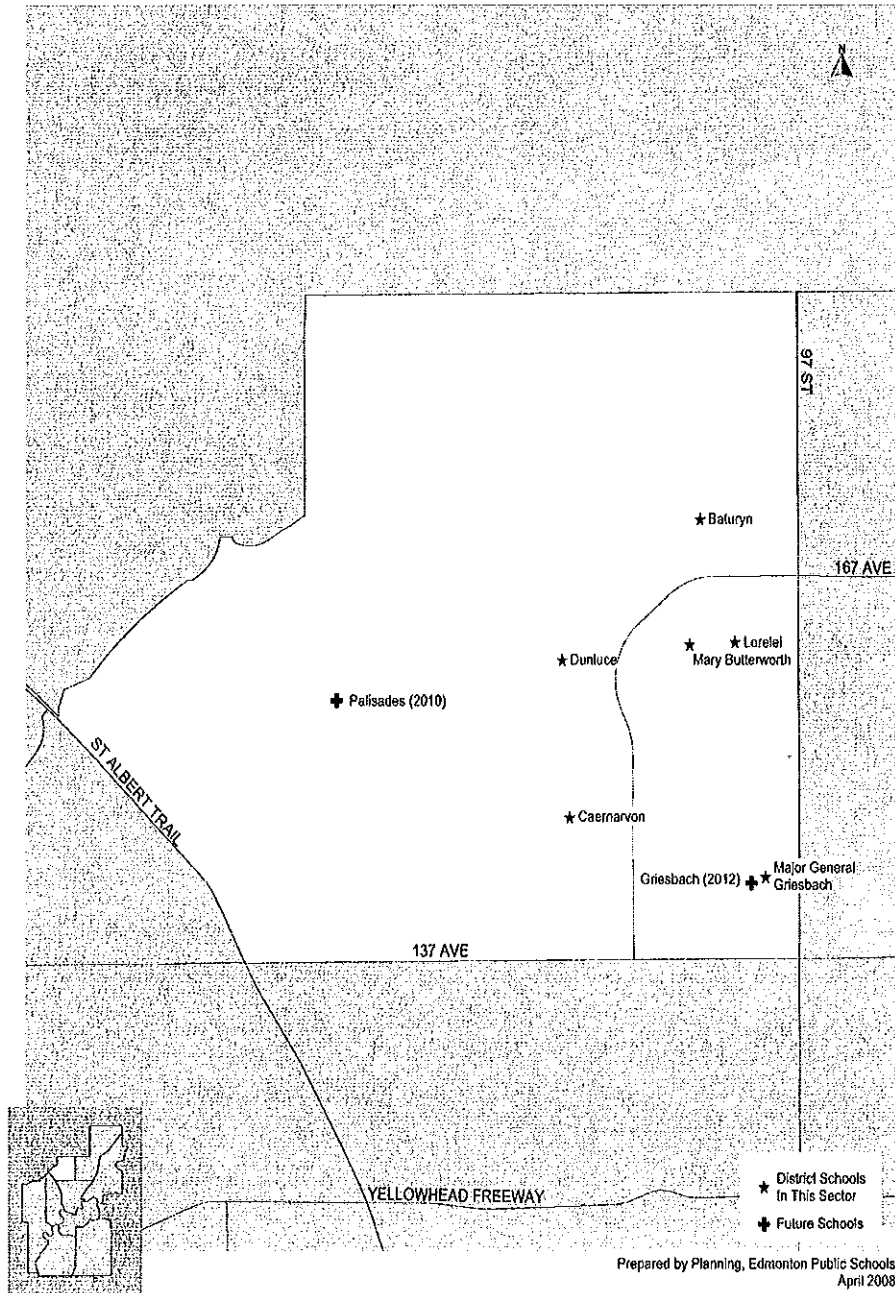 N
97 ST
Baturyn
167 AVE
Lorelei
Mary Butterworth
Dunluce
Palisades (2010)
ST ALBERT TRAIL
Caernarvon
Major General
Griesbach
Griesbach (2012)
137 AVE
YELLOWHEAD FREEWAY
District Schools
In This Sector
Future Schools
Prepared by Planning, Edmonton Public Schools
April 2008